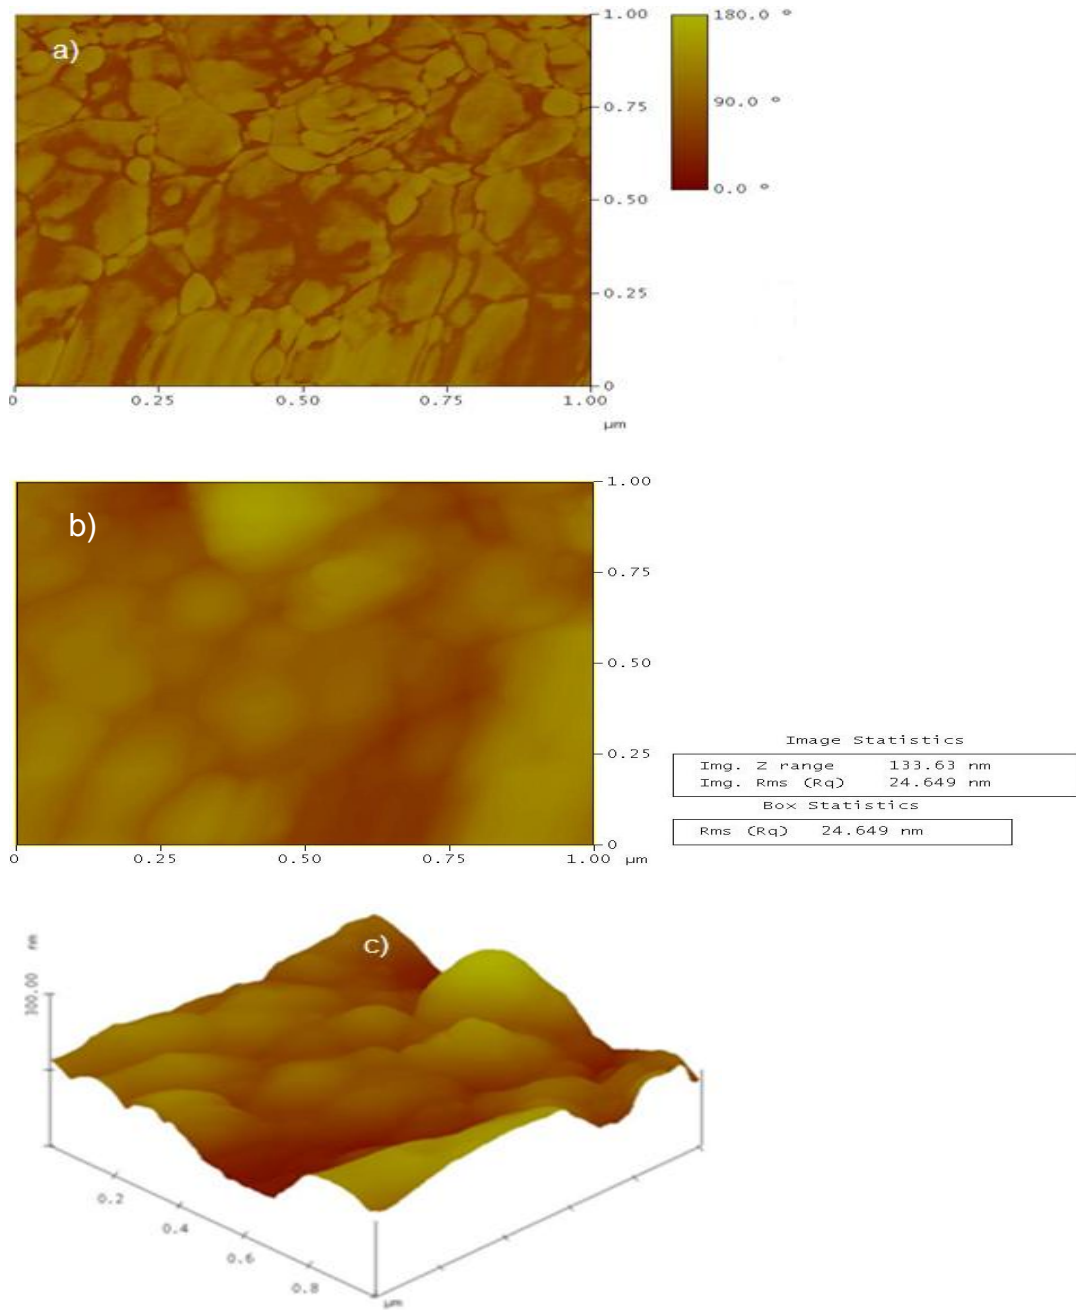 a)
1.00
0.75
0.50
0.25
0
0 0.25 0.50 0.75 1.00
µm
180.0 °
90.0 °
0.0 °
b)
1.00
0.75
0.50
0.25
0
0 0.25 0.50 0.75 1.00 µm
Image Statistics
Img. Z range 133.63 nm
Img. Rms (Rq) 24.649 nm
Box Statistics
Rms (Rq) 24.649 nm
c)
nm
0.2
0.4
0.6
0.8
µm